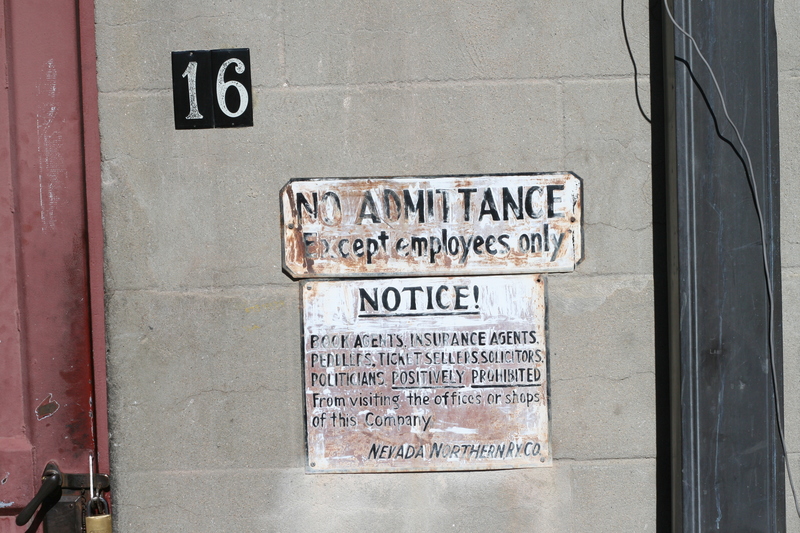 16
NO ADMITTANCE
Except employees only
NOTICE!
BOOK AGENTS, INSURANCE AGENTS,
PEDLLRS, TICKET SELLERS, SOLICITORS,
POLITICIANS POSITIVELY PROHIBITED
From visiting the offices or shops
of this Company
NEVADA NORTHERN RY. CO.